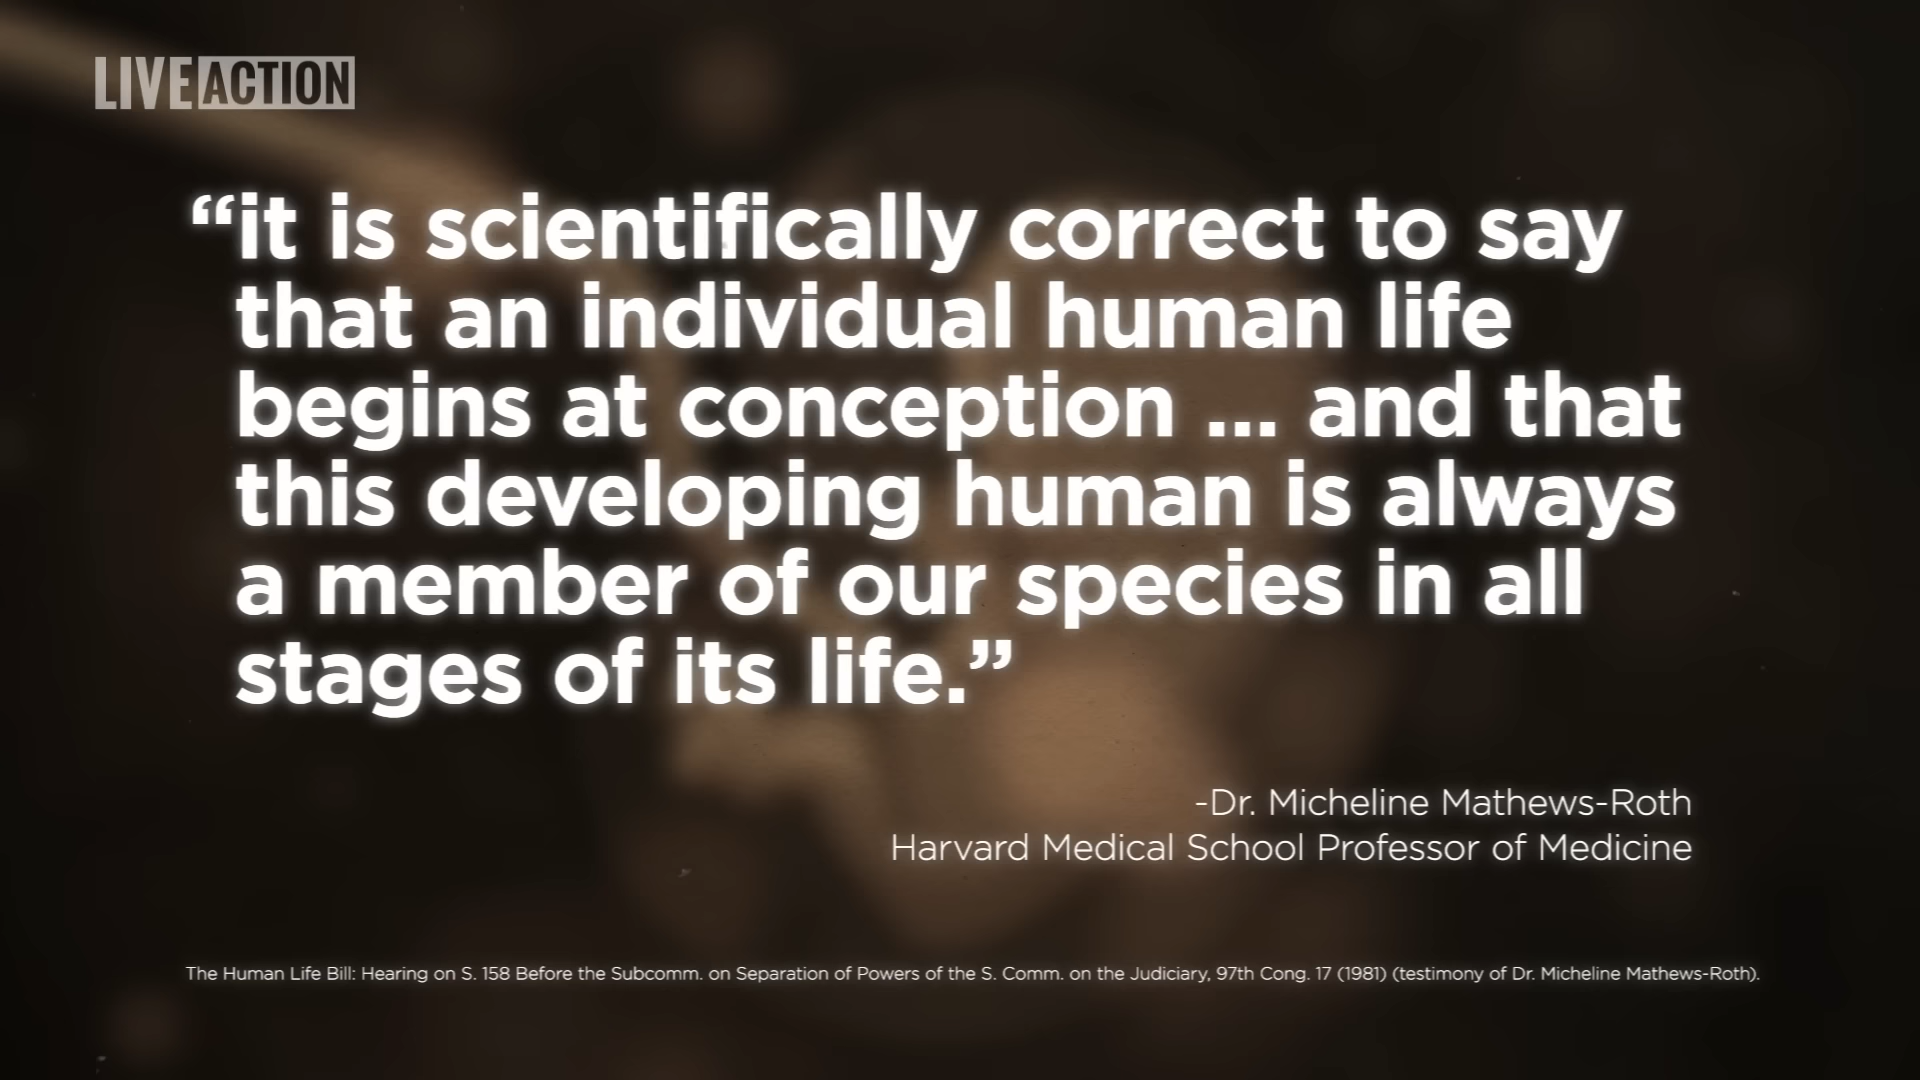 LIVE ACTION
“it is scientifically correct to say
that an individual human life
begins at conception ... and that
this developing human is always
a member of our species in all
stages of its life.”
-Dr. Micheline Mathews-Roth
Harvard Medical School Professor of Medicine
The Human Life Bill: Hearing on S. 158 Before the Subcomm. on Separation of Powers of the S. Comm. on the Judiciary, 97th Cong. 17 (1981) (testimony of Dr. Micheline Mathews-Roth).